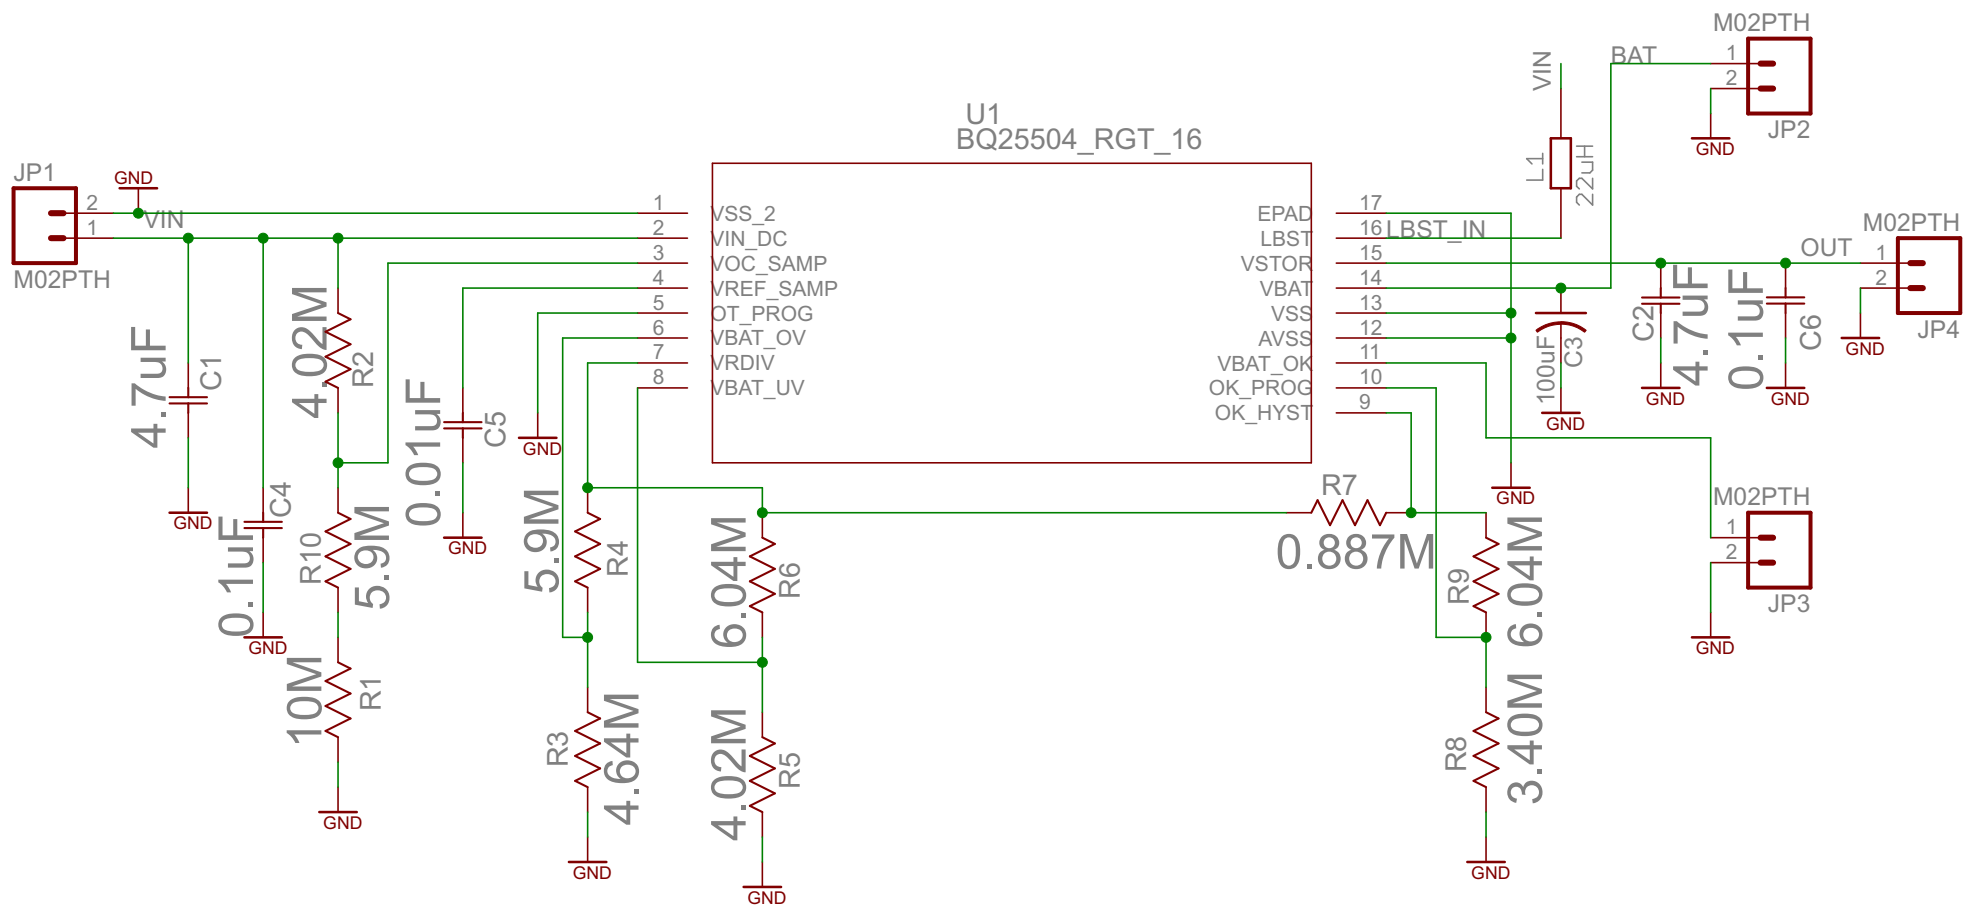 M02PTH
BAT
1
2
VIN
JP2
GND
L1
22uH
U1
BQ25504_RGT_16
JP1
GND
2
1
VIN
M02PTH
1
2
3
4
5
6
7
8
VSS_2
VIN_DC
VOC_SAMP
VREF_SAMP
OT_PROG
VBAT_OV
VRDIV
VBAT_UV
EPAD
LBST
VSTOR
VBAT
VSS
AVSS
VBAT_OK
OK_PROG
OK_HYST
17
16
15
14
13
12
11
10
9
LBST_IN
M02PTH
OUT
1
2
JP4
GND
C2
4.7uF
GND
0.1uF
C6
GND
100uF
C3
GND
4.7uF
C1
GND
4.02M
R2
0.01uF
C5
GND
GND
0.1uF
C4
GND
R10
5.9M
10M
R1
GND
5.9M
R4
6.04M
R6
R3
4.64M
GND
4.02M
R5
GND
R7
0.887M
GND
R9
6.04M
R8
3.40M
GND
M02PTH
1
2
JP3
GND